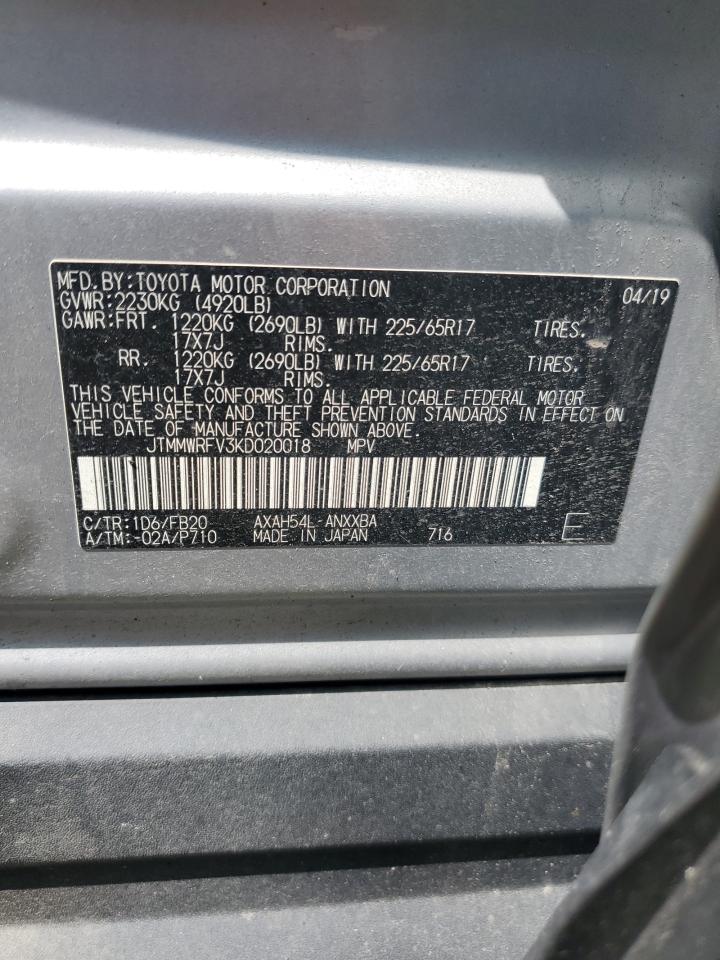 MFD.BY:TOYOTA MOTOR CORPORATION 04/19
GVWR:2230KG (4920LB)
GAWR:FRT. 1220KG (2690LB) WITH 225/65R17 TIRES.
17X7J RIMS.
RR. 1220KG (2690LB) WITH 225/65R17 TIRES.
17X7J RIMS.
THIS VEHICLE CONFORMS TO ALL APPLICABLE FEDERAL MOTOR
VEHICLE SAFETY AND THEFT PREVENTION STANDARDS IN EFFECT ON
THE DATE OF MANUFACTURE SHOWN ABOVE.
JTMMWRFV3KD020018 MPV
C/TR:1D6/FB20 AXAH54L-ANXXBA
A/TM:-02A/P710 MADE IN JAPAN 716 E